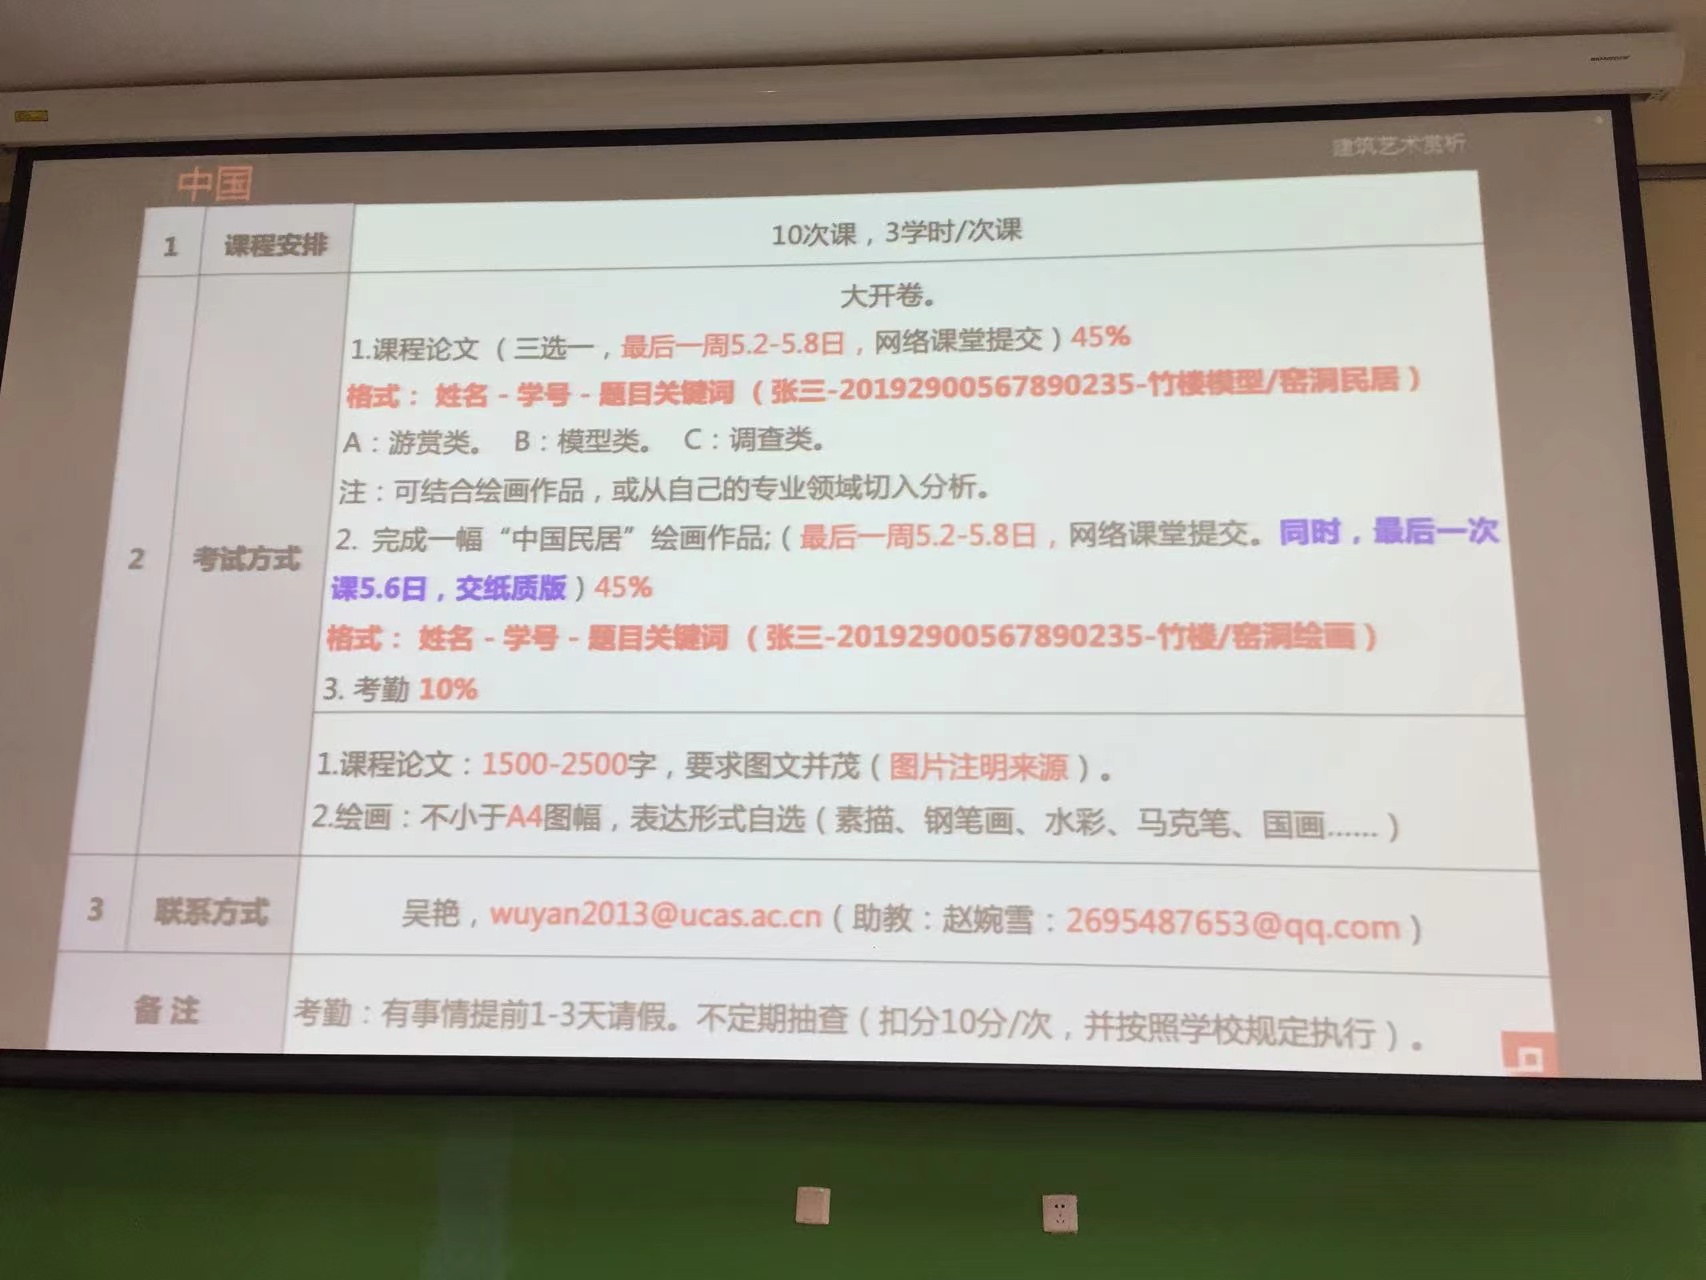 建筑艺术赏析
中国
1 课程安排 10次课，3学时/次课
大开卷。
1.课程论文（三选一，最后一周5.2-5.8日，网络课堂提交）45%
格式： 姓名－学号－题目关键词（张三-20192900567890235-竹楼模型/窑洞民居）
A：游赏类。 B：模型类。 C：调查类。
注：可结合绘画作品，或从自己的专业领域切入分析。
2 考试方式
2. 完成一幅“中国民居”绘画作品;（最后一周5.2-5.8日，网络课堂提交。同时，最后一次
课5.6日，交纸质版）45%
格式： 姓名－学号－题目关键词（张三-20192900567890235-竹楼/窑洞绘画）
3. 考勤 10%
1.课程论文：1500-2500字，要求图文并茂（图片注明来源）。
2.绘画：不小于A4图幅，表达形式自选（素描、钢笔画、水彩、马克笔、国画......）
3 联系方式 吴艳，wuyan2013@ucas.ac.cn（助教：赵婉雪：2695487653@qq.com）
备注 考勤：有事情提前1-3天请假。不定期抽查（扣分10分/次，并按照学校规定执行）。